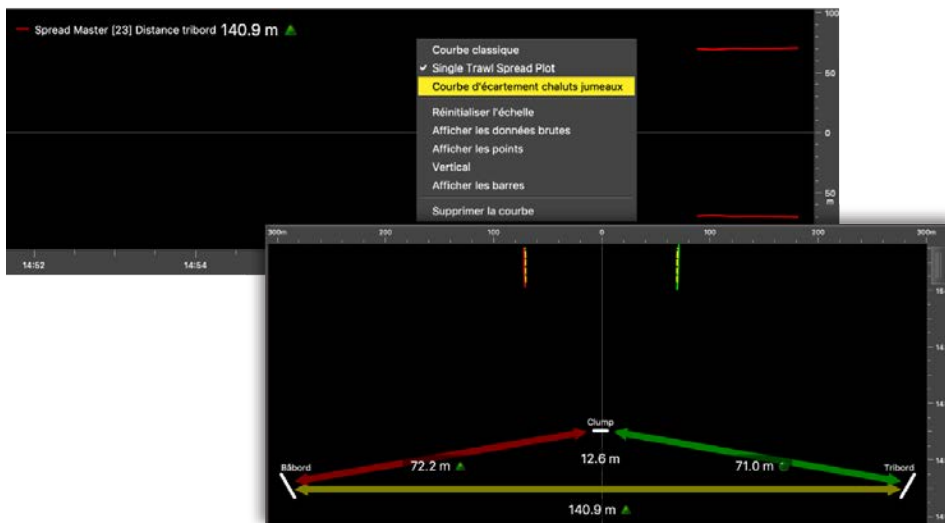 Spread Master [23] Distance tribord 140.9 m
Courbe classique
✓ Single Trawl Spread Plot
Courbe d'écartement chaluts jumeaux
Réinitialiser l'échelle
Afficher les données brutes
Afficher les points
Vertical
Afficher les barres
Supprimer la courbe
100
50
0
50
m
14:52
14:54
300m 200 100 0 100 200 300m
Clump
12.6 m
Bâbord
72.2 m
71.0 m
Tribord
140.9 m